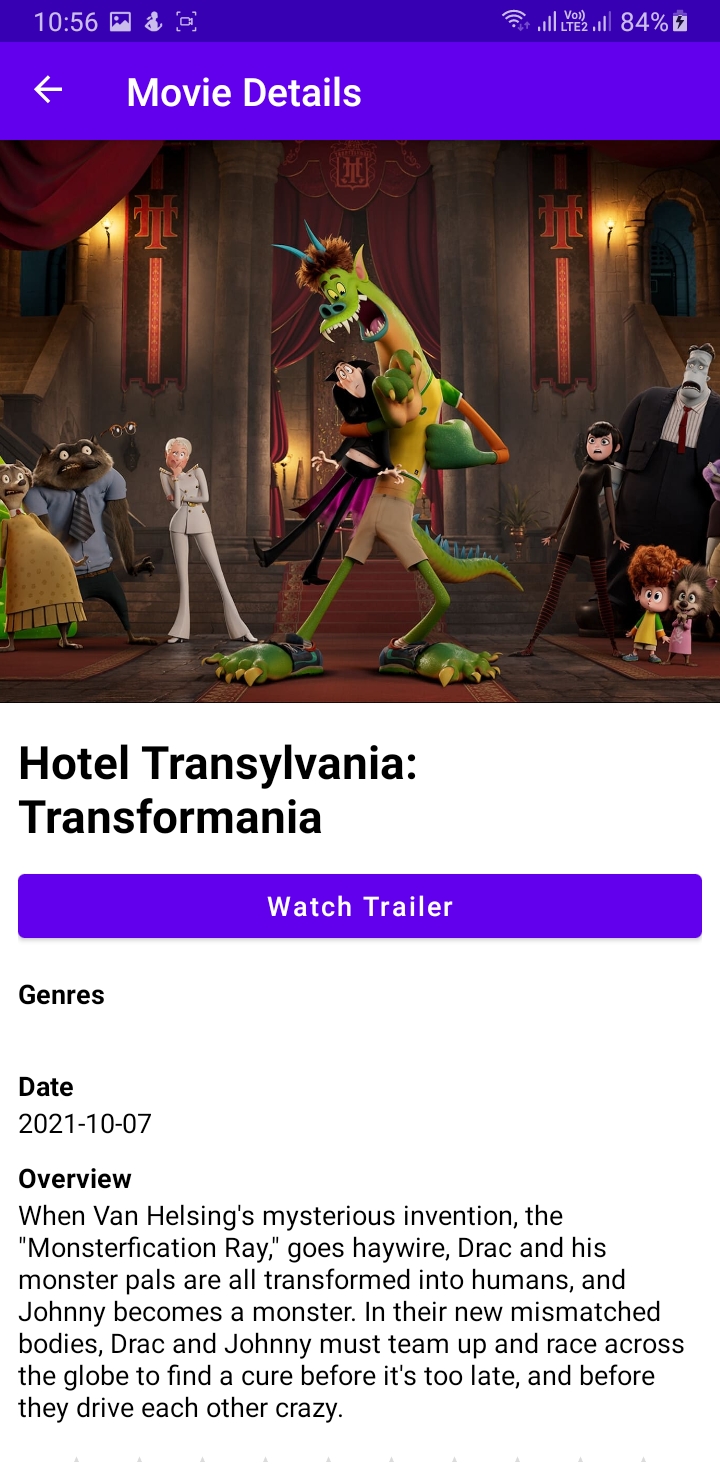 10:56
Vo))
LTE2
84%
Movie Details
Hotel Transylvania:
Transformania
Watch Trailer
Genres
Date
2021-10-07
Overview
When Van Helsing's mysterious invention, the
"Monsterfication Ray," goes haywire, Drac and his
monster pals are all transformed into humans, and
Johnny becomes a monster. In their new mismatched
bodies, Drac and Johnny must team up and race across
the globe to find a cure before it's too late, and before
they drive each other crazy.